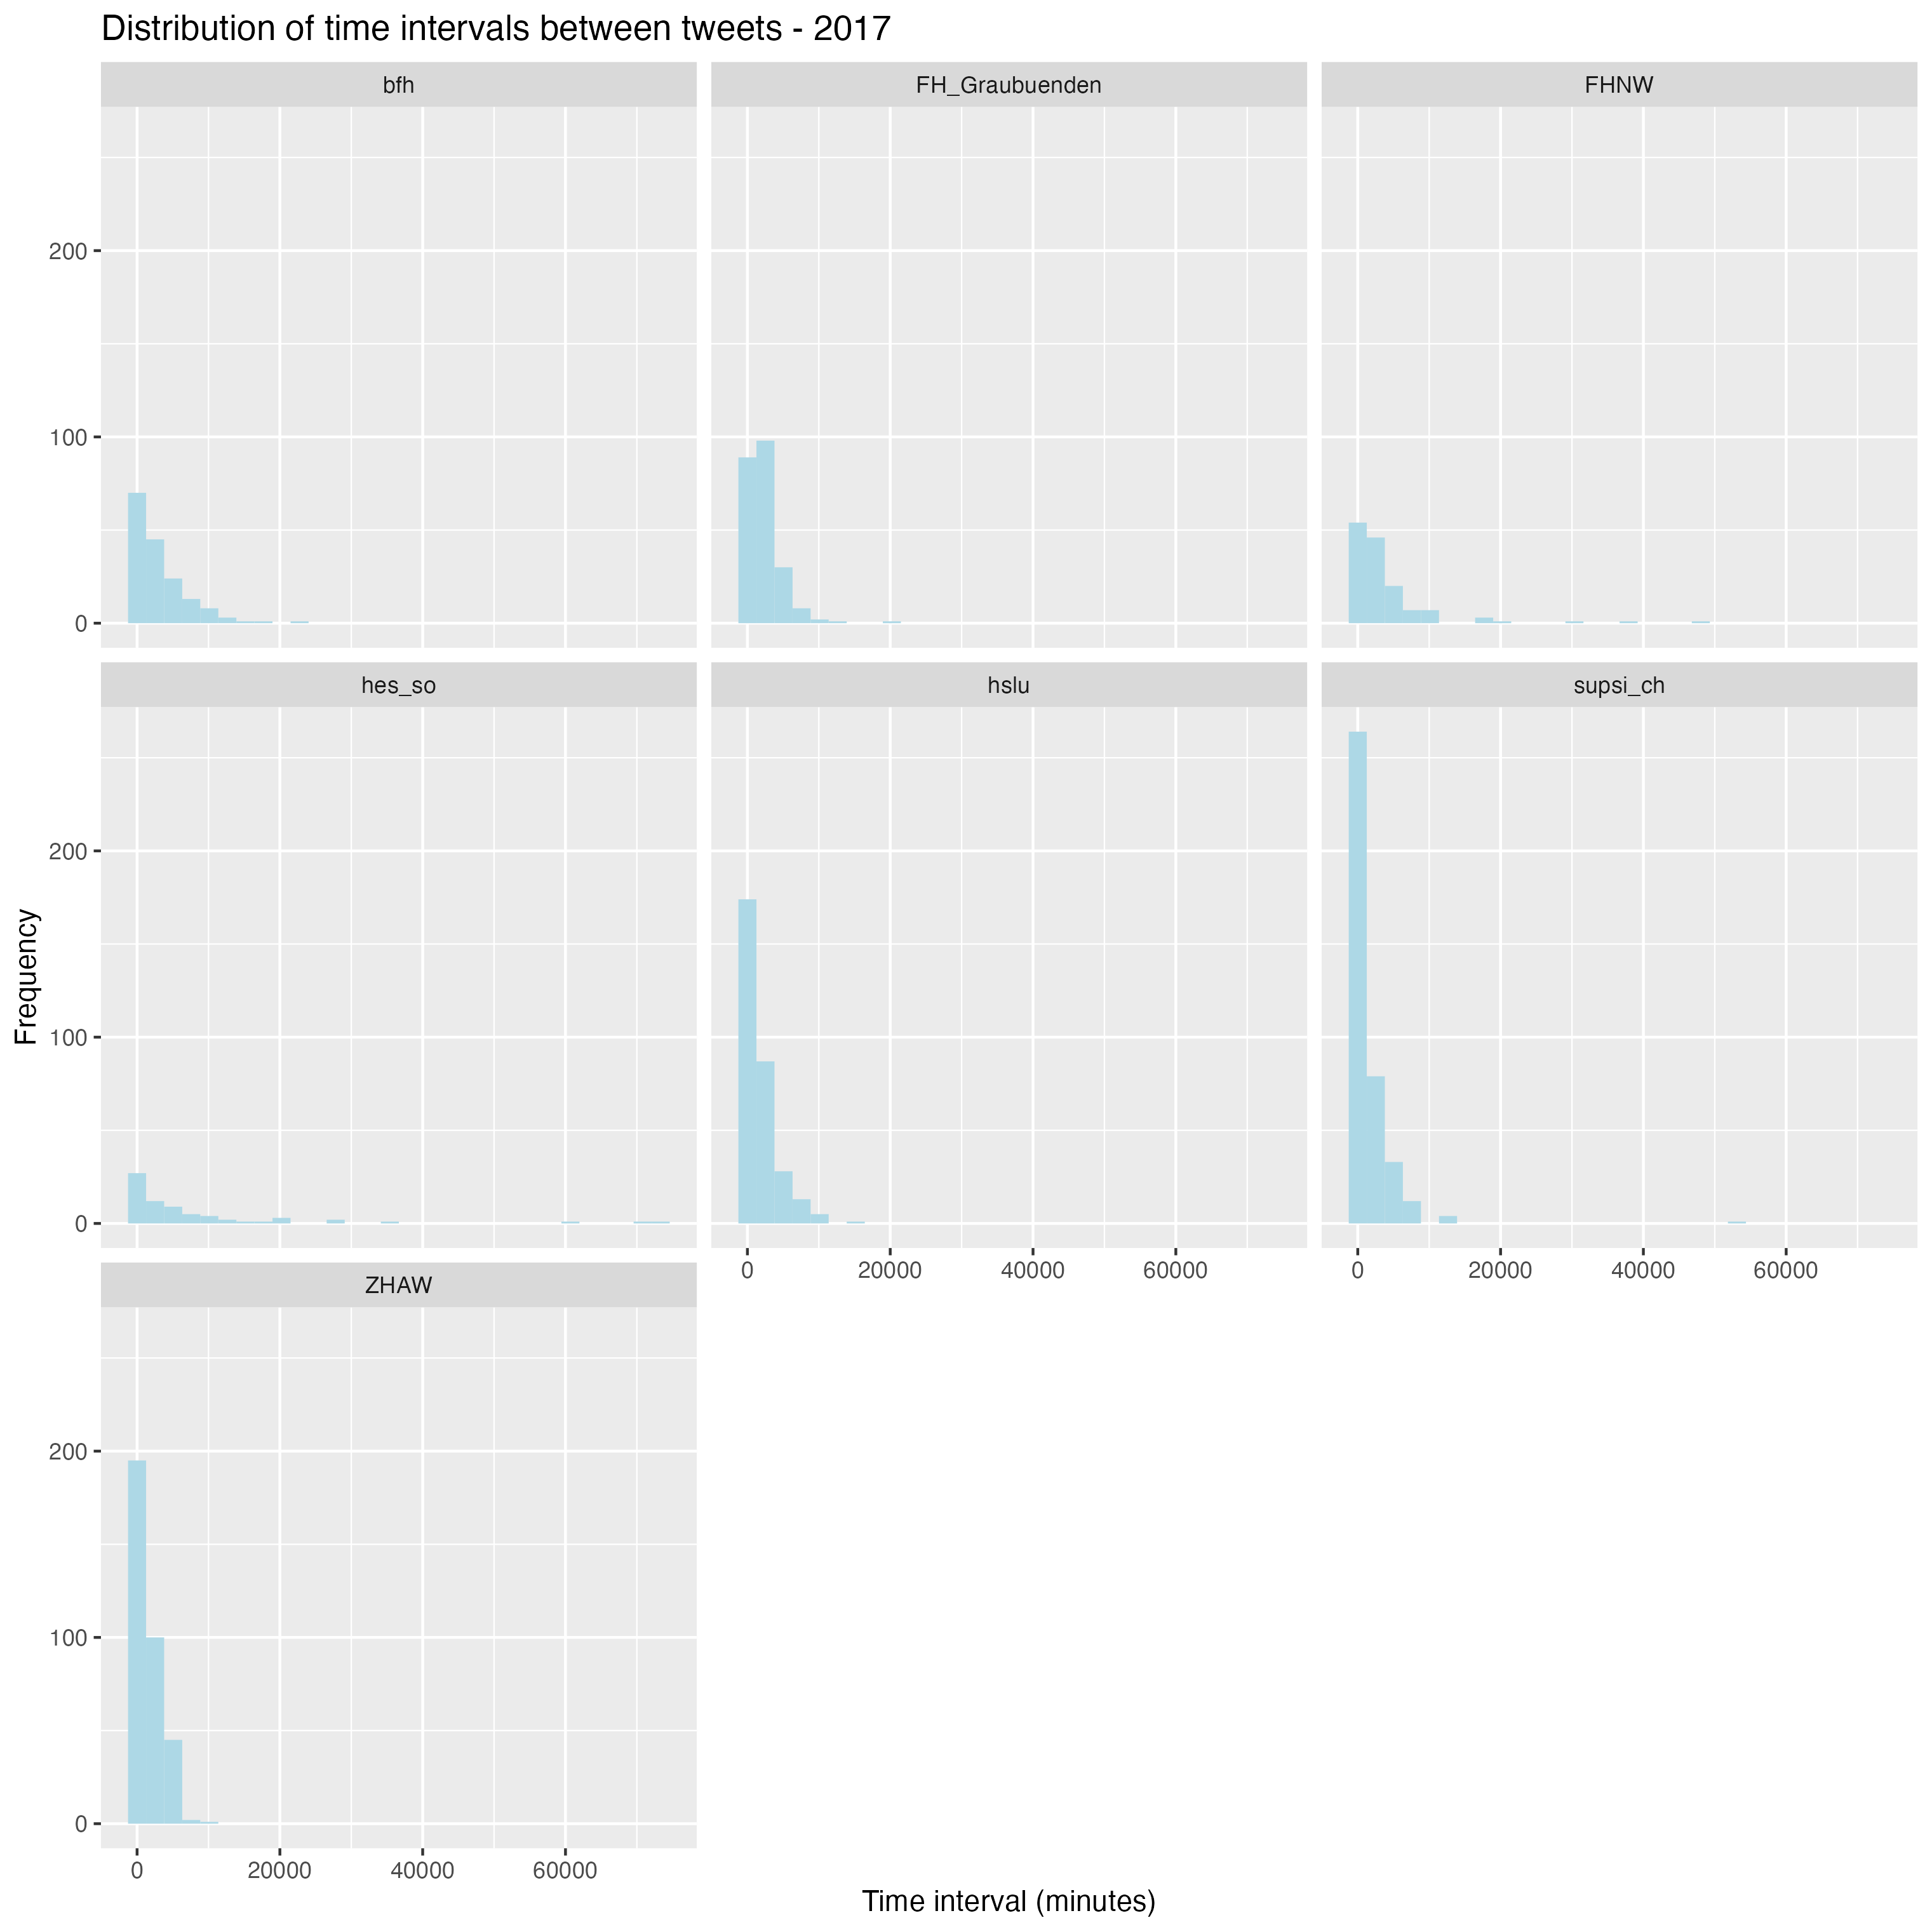 Distribution of time intervals between tweets - 2017
bfh
FH_Graubuenden
FHNW
200
100
0
hes_so
hslu
supsi_ch
200
100
0
0 20000 40000 60000
0 20000 40000 60000
ZHAW
200
100
0
0 20000 40000 60000
Frequency
Time interval (minutes)